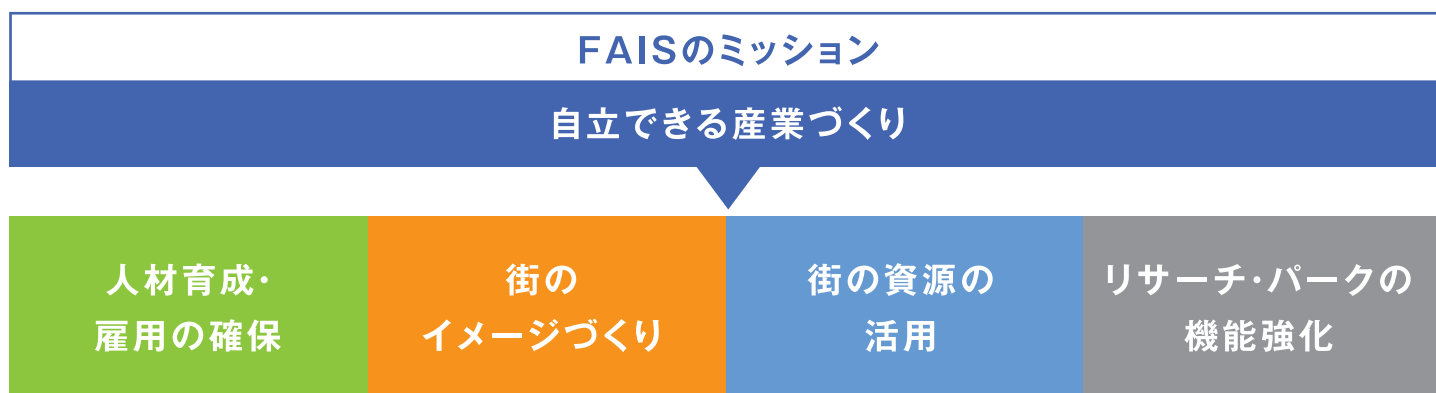 FAISのミッション
自立できる産業づくり
人材育成・
雇用の確保
街の
イメージづくり
街の資源の
活用
リサーチ・パークの
機能強化